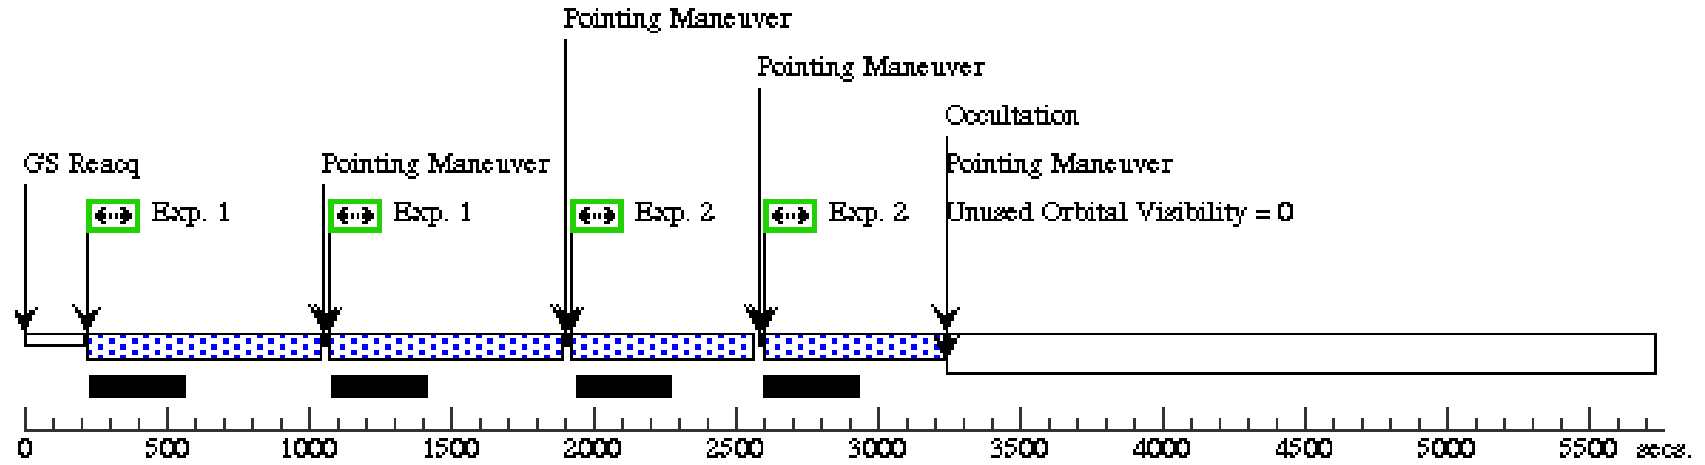 Pointing Maneuver
Pointing Maneuver
Occultation
GS Reacq
Pointing Maneuver
Pointing Maneuver
Exp. 1
Exp. 1
Exp. 2
Exp. 2
Unused Orbital Visibility = 0
0 500 1000 1500 2000 2500 3000 3500 4000 4500 5000 5500 secs.